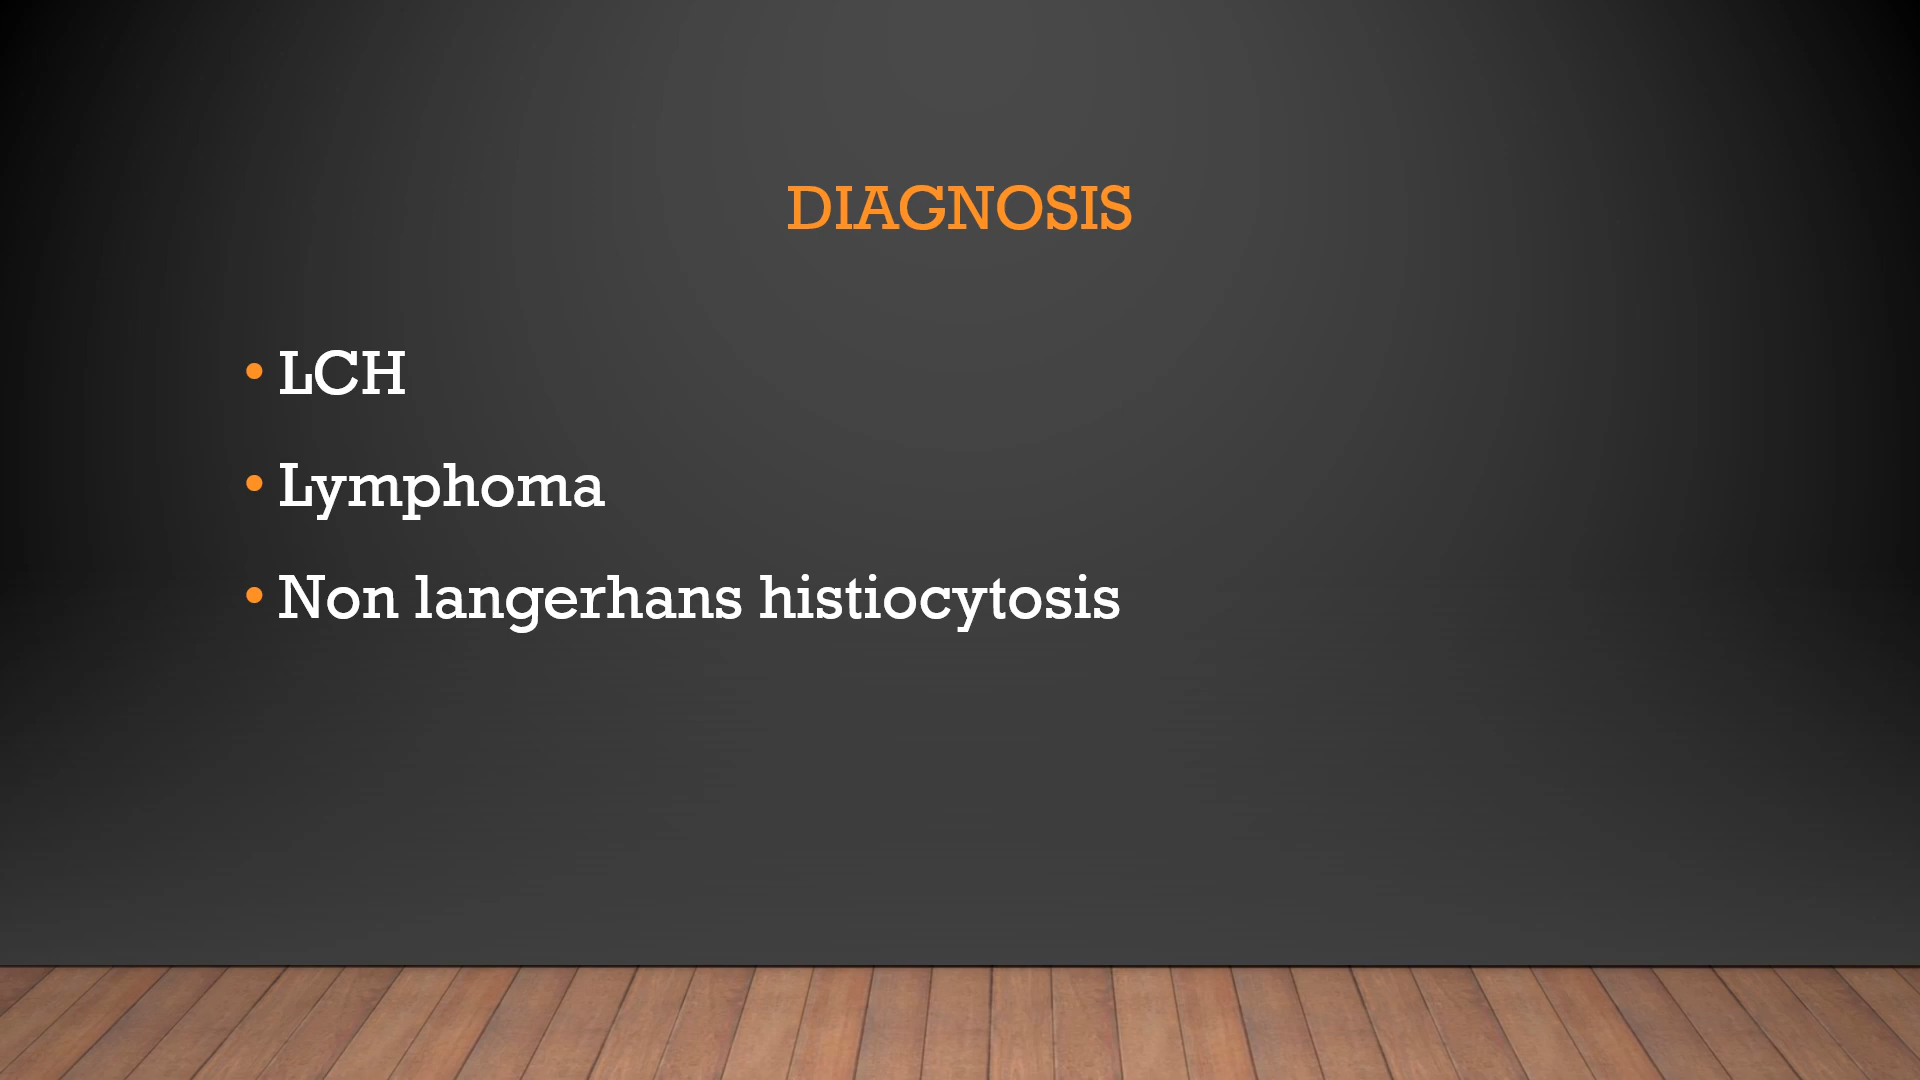 DIAGNOSIS
• LCH
• Lymphoma
• Non langerhans histiocytosis